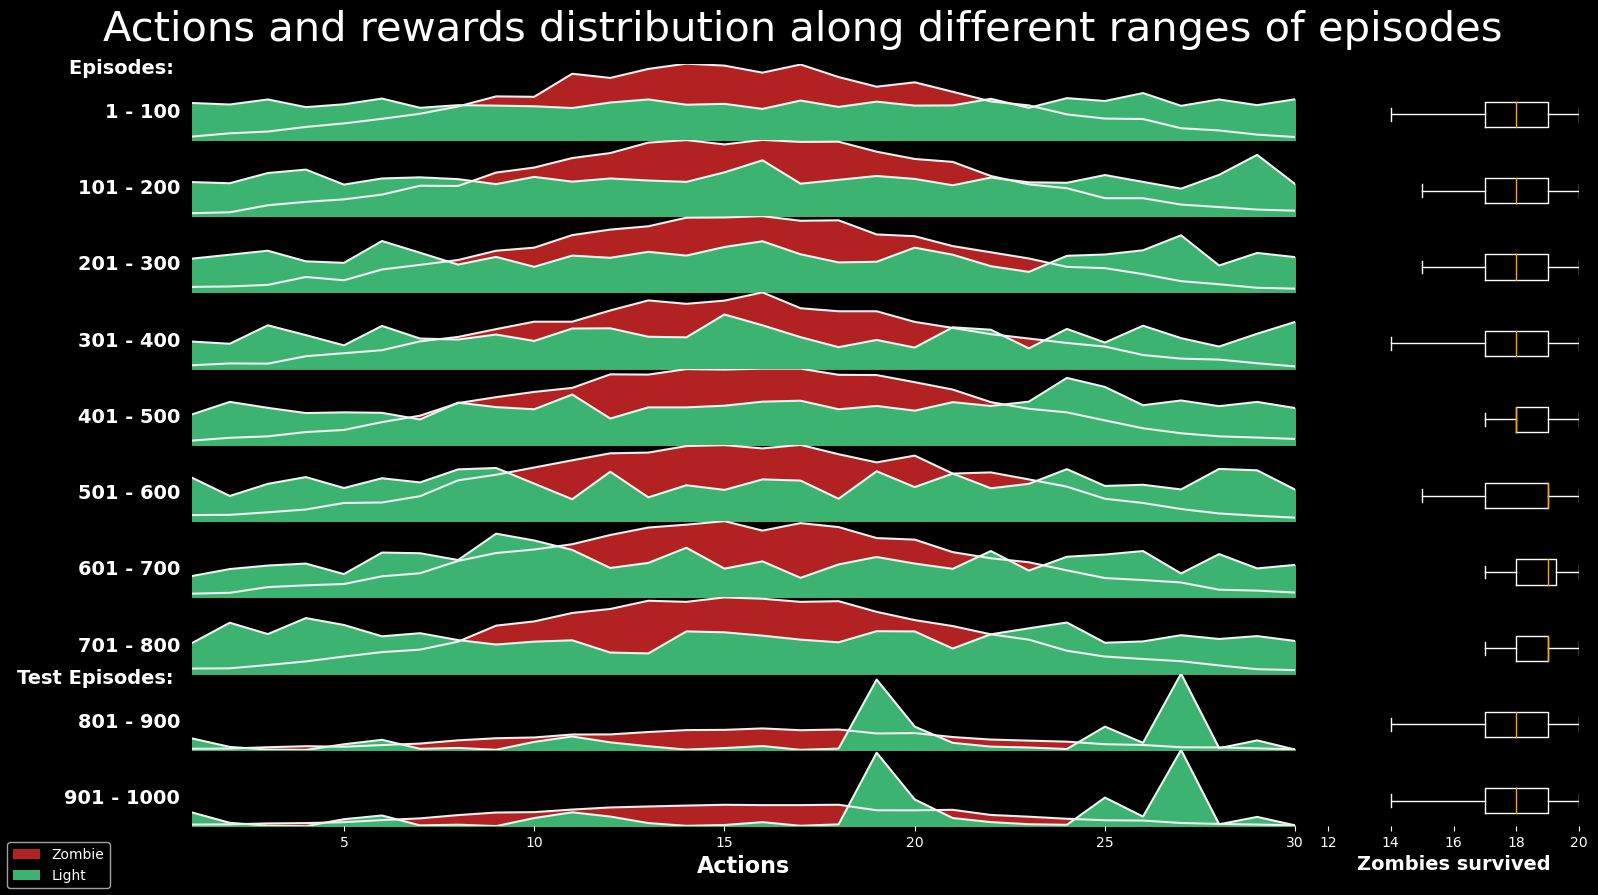 Actions and rewards distribution along different ranges of episodes
Episodes:
1 - 100
101 - 200
201 - 300
301 - 400
401 - 500
501 - 600
601 - 700
701 - 800
Test Episodes:
801 - 900
901 - 1000
5 10 15 20 25 30 12 14 16 18 20
Actions Zombies survived
Zombie
Light